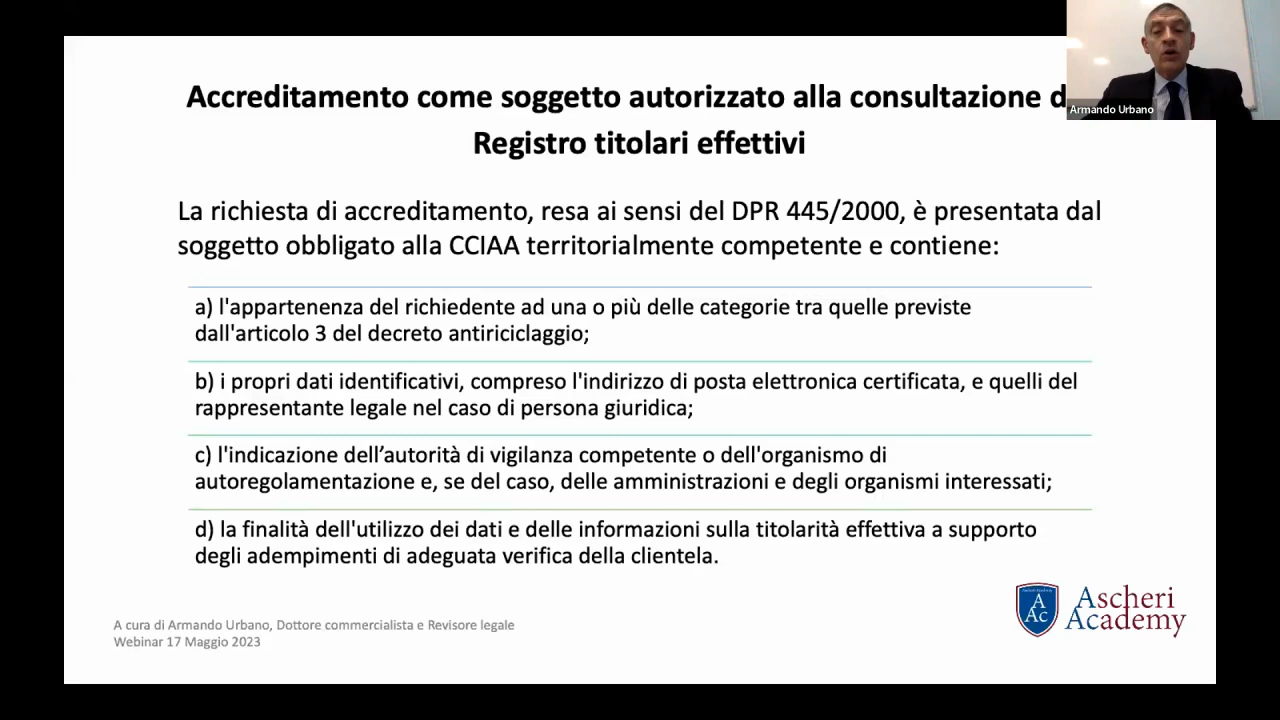 Accreditamento come soggetto autorizzato alla consultazione d
Armando Urbano
Registro titolari effettivi
La richiesta di accreditamento, resa ai sensi del DPR 445/2000, è presentata dal
soggetto obbligato alla CCIAA territorialmente competente e contiene:
a) l'appartenenza del richiedente ad una o più delle categorie tra quelle previste
dall'articolo 3 del decreto antiriciclaggio;
b) i propri dati identificativi, compreso l'indirizzo di posta elettronica certificata, e quelli del
rappresentante legale nel caso di persona giuridica;
c) l'indicazione dell’autorità di vigilanza competente o dell'organismo di
autoregolamentazione e, se del caso, delle amministrazioni e degli organismi interessati;
d) la finalità dell'utilizzo dei dati e delle informazioni sulla titolarità effettiva a supporto
degli adempimenti di adeguata verifica della clientela.
A
Ac
Ascheri
Academy
A cura di Armando Urbano, Dottore commercialista e Revisore legale
Webinar 17 Maggio 2023